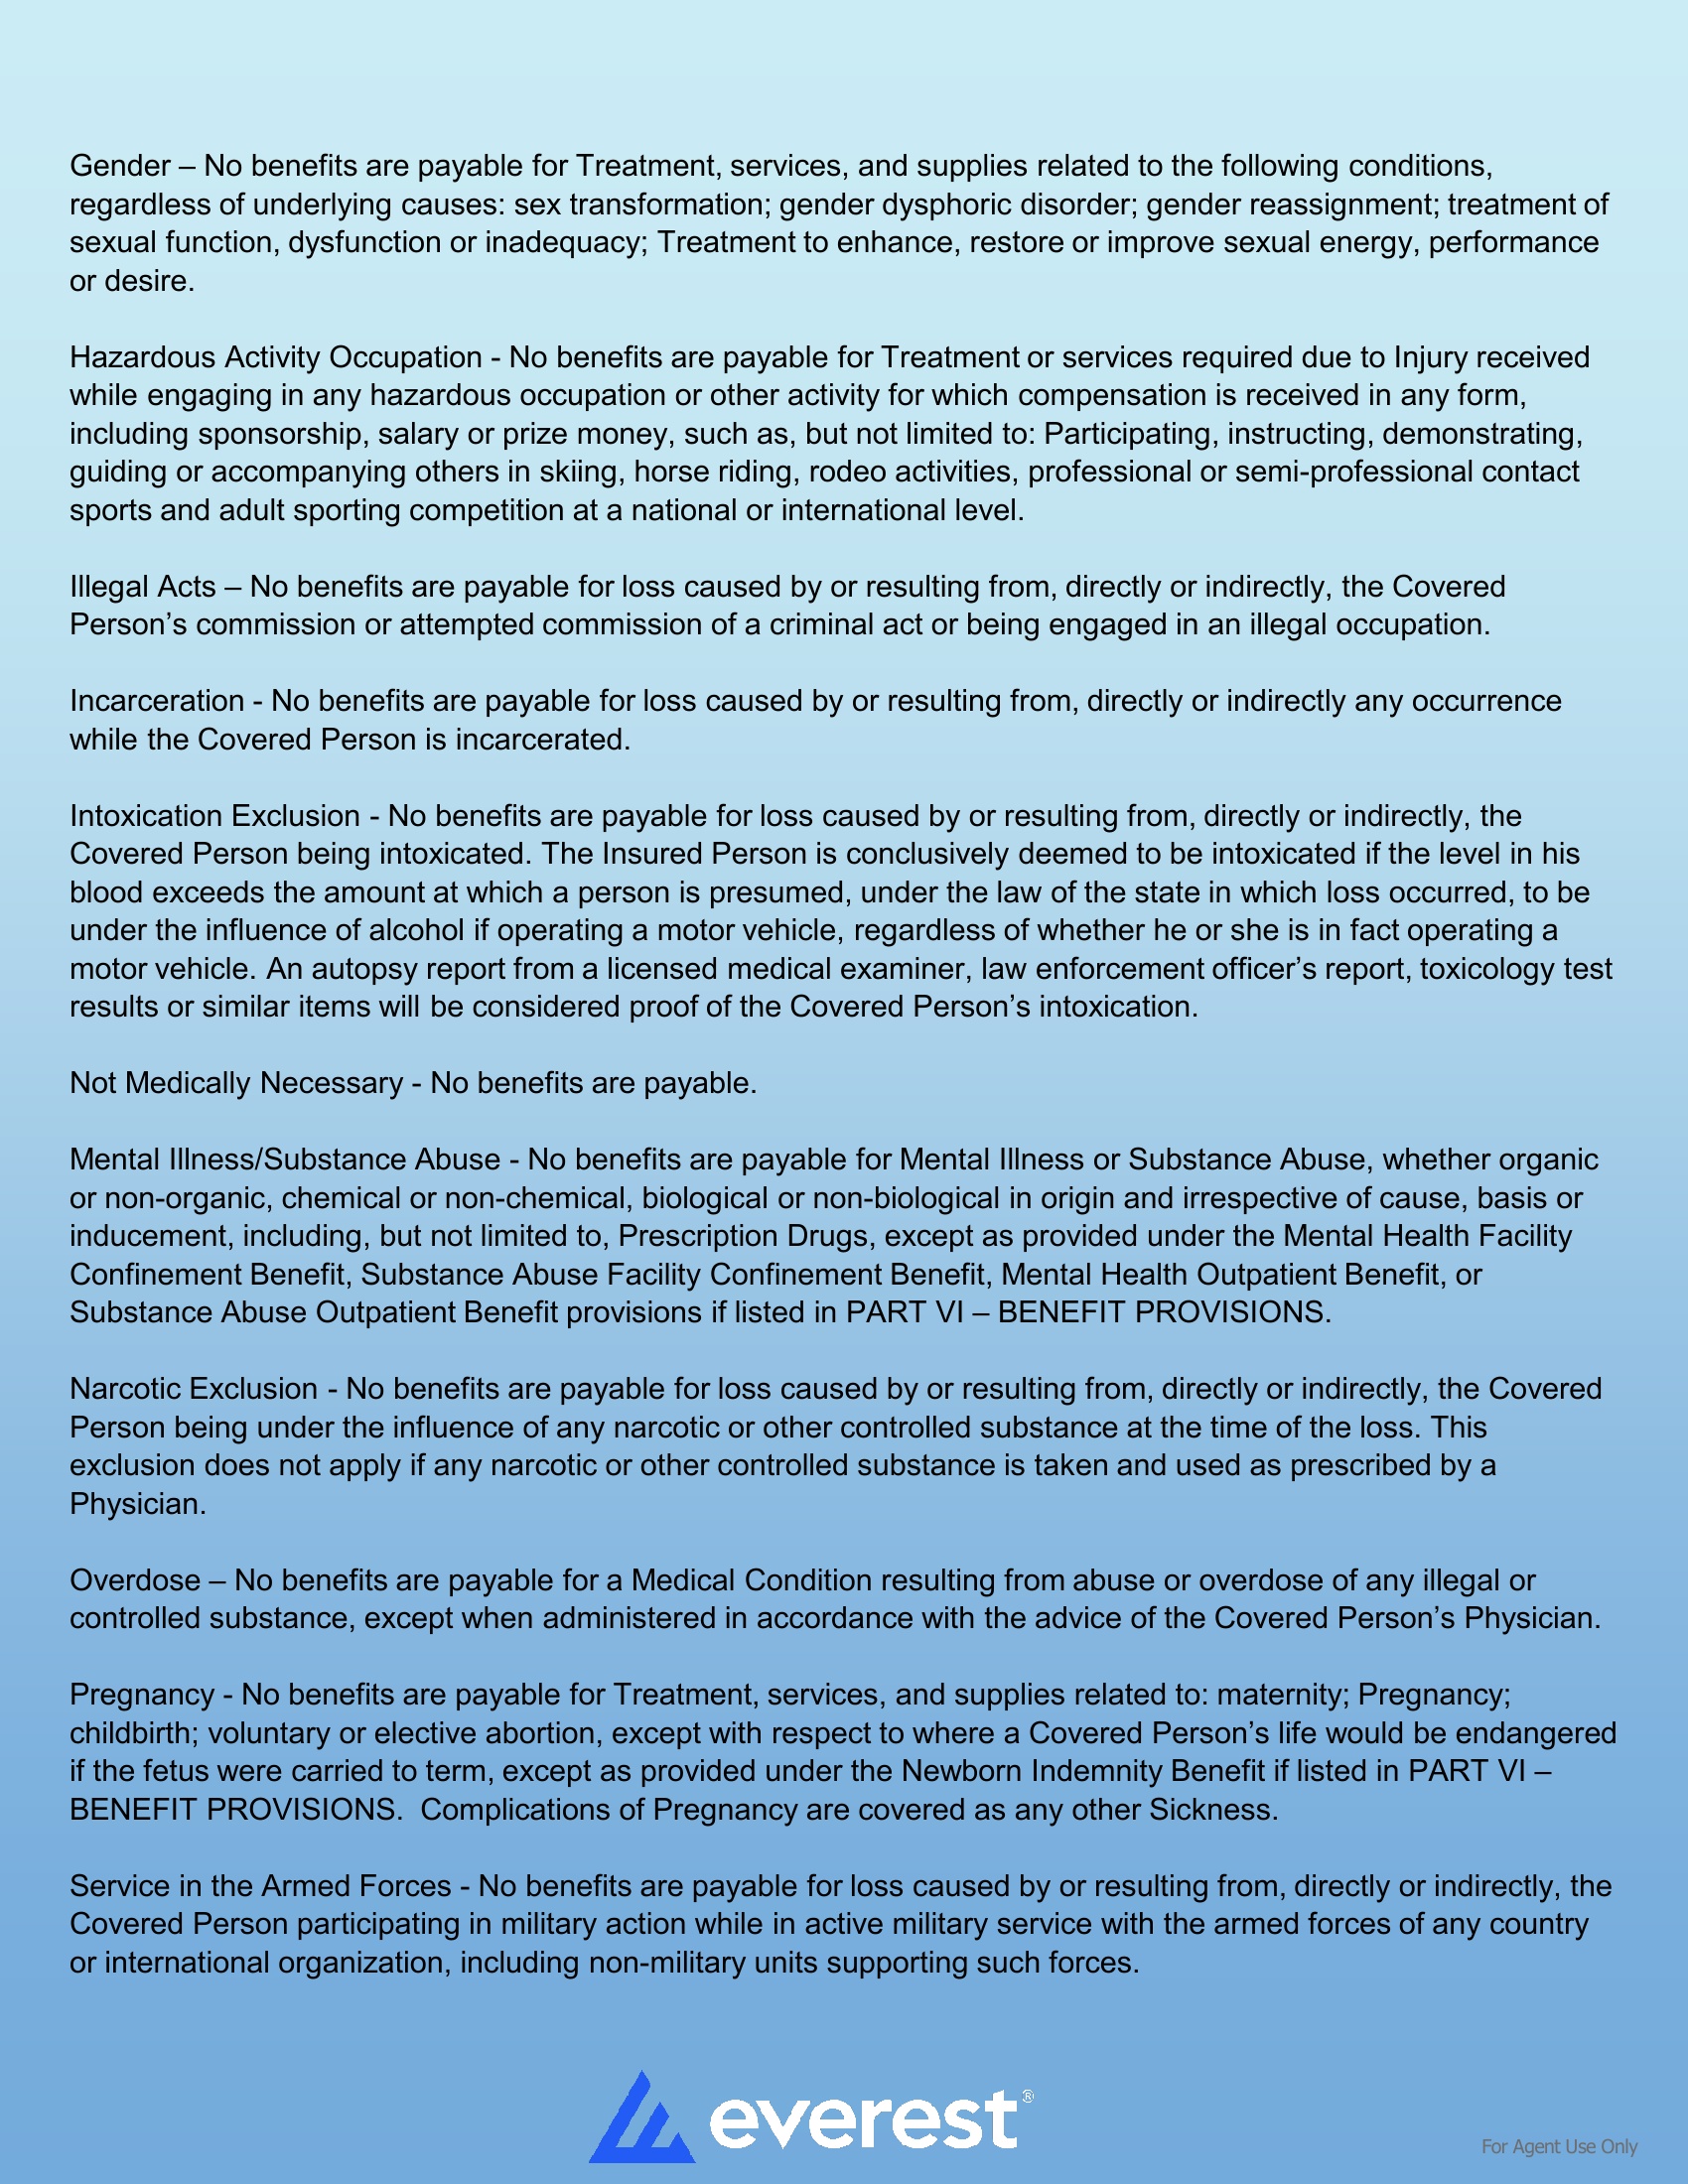 Gender – No benefits are payable for Treatment, services, and supplies related to the following conditions,
regardless of underlying causes: sex transformation; gender dysphoric disorder; gender reassignment; treatment of
sexual function, dysfunction or inadequacy; Treatment to enhance, restore or improve sexual energy, performance
or desire.
Hazardous Activity Occupation - No benefits are payable for Treatment or services required due to Injury received
while engaging in any hazardous occupation or other activity for which compensation is received in any form,
including sponsorship, salary or prize money, such as, but not limited to: Participating, instructing, demonstrating,
guiding or accompanying others in skiing, horse riding, rodeo activities, professional or semi-professional contact
sports and adult sporting competition at a national or international level.
Illegal Acts – No benefits are payable for loss caused by or resulting from, directly or indirectly, the Covered
Person’s commission or attempted commission of a criminal act or being engaged in an illegal occupation.
Incarceration - No benefits are payable for loss caused by or resulting from, directly or indirectly any occurrence
while the Covered Person is incarcerated.
Intoxication Exclusion - No benefits are payable for loss caused by or resulting from, directly or indirectly, the
Covered Person being intoxicated. The Insured Person is conclusively deemed to be intoxicated if the level in his
blood exceeds the amount at which a person is presumed, under the law of the state in which loss occurred, to be
under the influence of alcohol if operating a motor vehicle, regardless of whether he or she is in fact operating a
motor vehicle. An autopsy report from a licensed medical examiner, law enforcement officer’s report, toxicology test
results or similar items will be considered proof of the Covered Person’s intoxication.
Not Medically Necessary - No benefits are payable.
Mental Illness/Substance Abuse - No benefits are payable for Mental Illness or Substance Abuse, whether organic
or non-organic, chemical or non-chemical, biological or non-biological in origin and irrespective of cause, basis or
inducement, including, but not limited to, Prescription Drugs, except as provided under the Mental Health Facility
Confinement Benefit, Substance Abuse Facility Confinement Benefit, Mental Health Outpatient Benefit, or
Substance Abuse Outpatient Benefit provisions if listed in PART VI – BENEFIT PROVISIONS.
Narcotic Exclusion - No benefits are payable for loss caused by or resulting from, directly or indirectly, the Covered
Person being under the influence of any narcotic or other controlled substance at the time of the loss. This
exclusion does not apply if any narcotic or other controlled substance is taken and used as prescribed by a
Physician.
Overdose – No benefits are payable for a Medical Condition resulting from abuse or overdose of any illegal or
controlled substance, except when administered in accordance with the advice of the Covered Person’s Physician.
Pregnancy - No benefits are payable for Treatment, services, and supplies related to: maternity; Pregnancy;
childbirth; voluntary or elective abortion, except with respect to where a Covered Person’s life would be endangered
if the fetus were carried to term, except as provided under the Newborn Indemnity Benefit if listed in PART VI –
BENEFIT PROVISIONS.  Complications of Pregnancy are covered as any other Sickness.
Service in the Armed Forces - No benefits are payable for loss caused by or resulting from, directly or indirectly, the
Covered Person participating in military action while in active military service with the armed forces of any country
or international organization, including non-military units supporting such forces.
everest®
For Agent Use Only